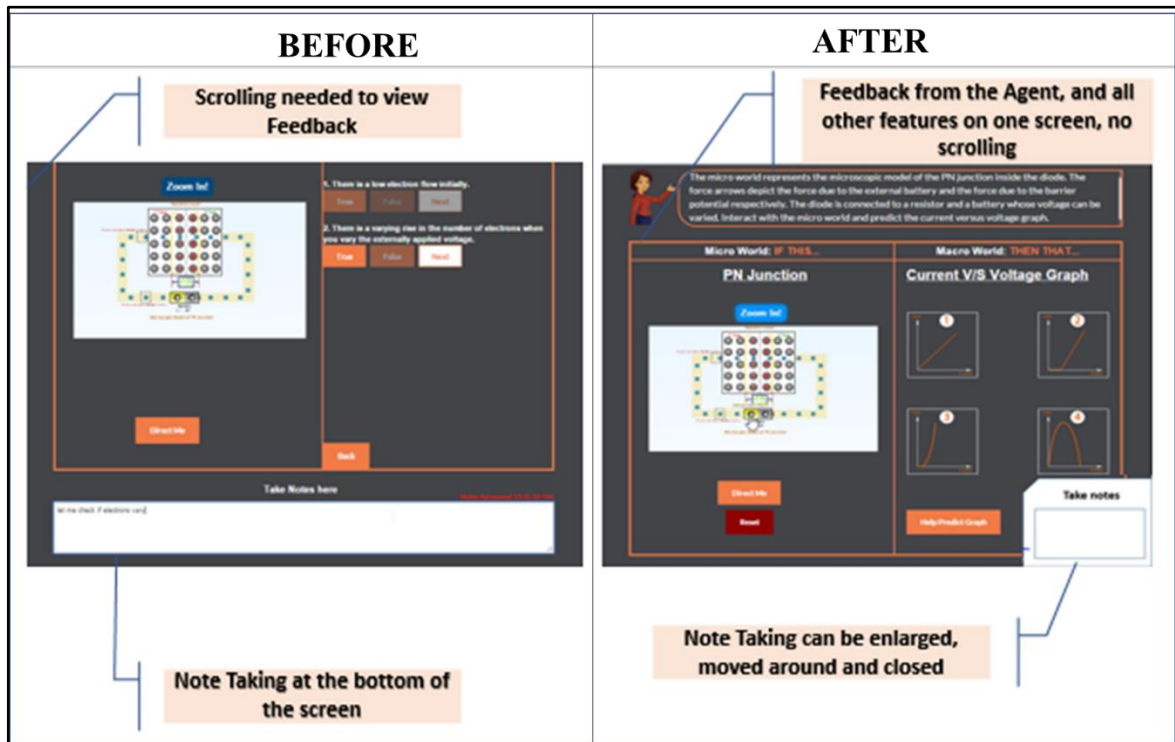 BEFORE
AFTER
Scrolling needed to view
Feedback
Zoom In!
1. There is a low electron flow initially.
True
False
Next
2. There is a varying rise in the number of electrons when
you vary the externally applied voltage.
True
False
Next
Direct Me
Back
Take Notes here
let me check if electrons vary
Note Taking at the bottom of
the screen
Feedback from the Agent, and all
other features on one screen, no
scrolling
The micro world represents the microscopic model of the PN junction inside the diode. The
force arrows depict the force due to the external battery and the force due to the barrier
potential respectively. The diode is connected to a resistor and a battery whose voltage can be
varied. Interact with the micro world and predict the current versus voltage graph.
Micro World: IF THIS...
Macro World: THEN THAT...
PN Junction
Current V/S Voltage Graph
Zoom In!
1
2
3
4
Direct Me
Reset
Help Predict Graph
Take notes
Note Taking can be enlarged,
moved around and closed